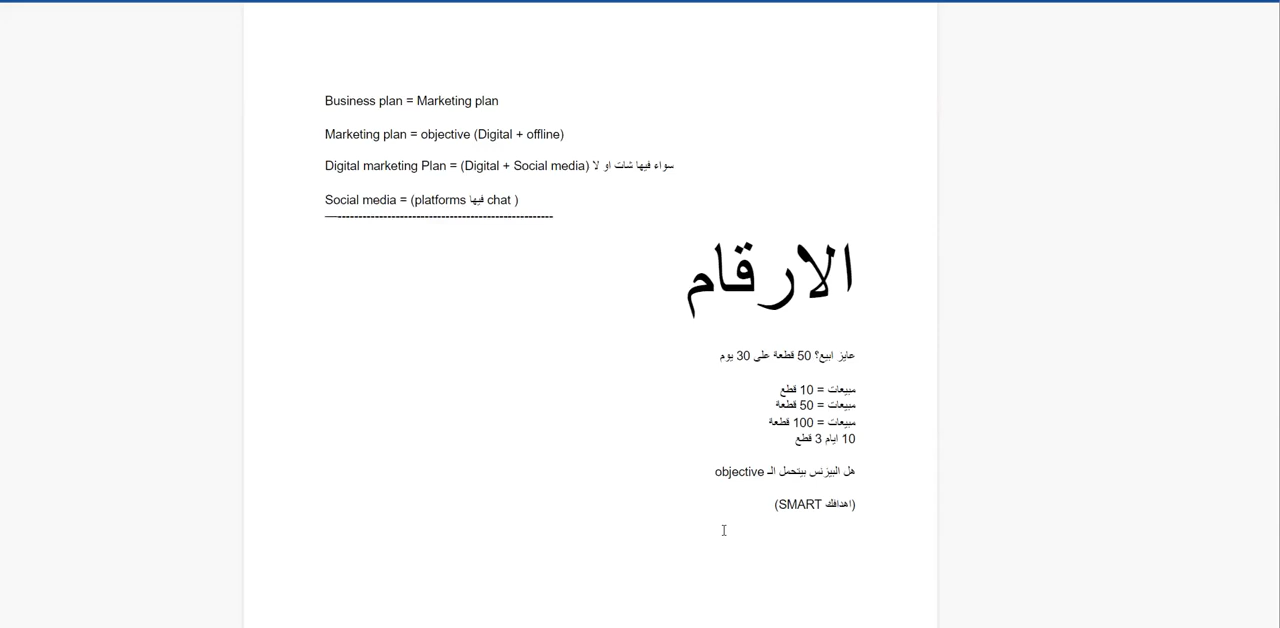 Business plan = Marketing plan
Marketing plan = objective (Digital + offline)
Digital marketing Plan = (Digital + Social media) سواء فيها شات او لا
Social media = (platforms فيها chat )
—----------------------------------------------------
الارقام
عايز ابيع؟ 50 قطعة على 30 يوم
مبيعات = 10 قطع
مبيعات = 50 قطعة
مبيعات = 100 قطعة
10 ايام 3 قطع
هل البيزنس بيتحمل الـ objective
(اهدافك SMART)